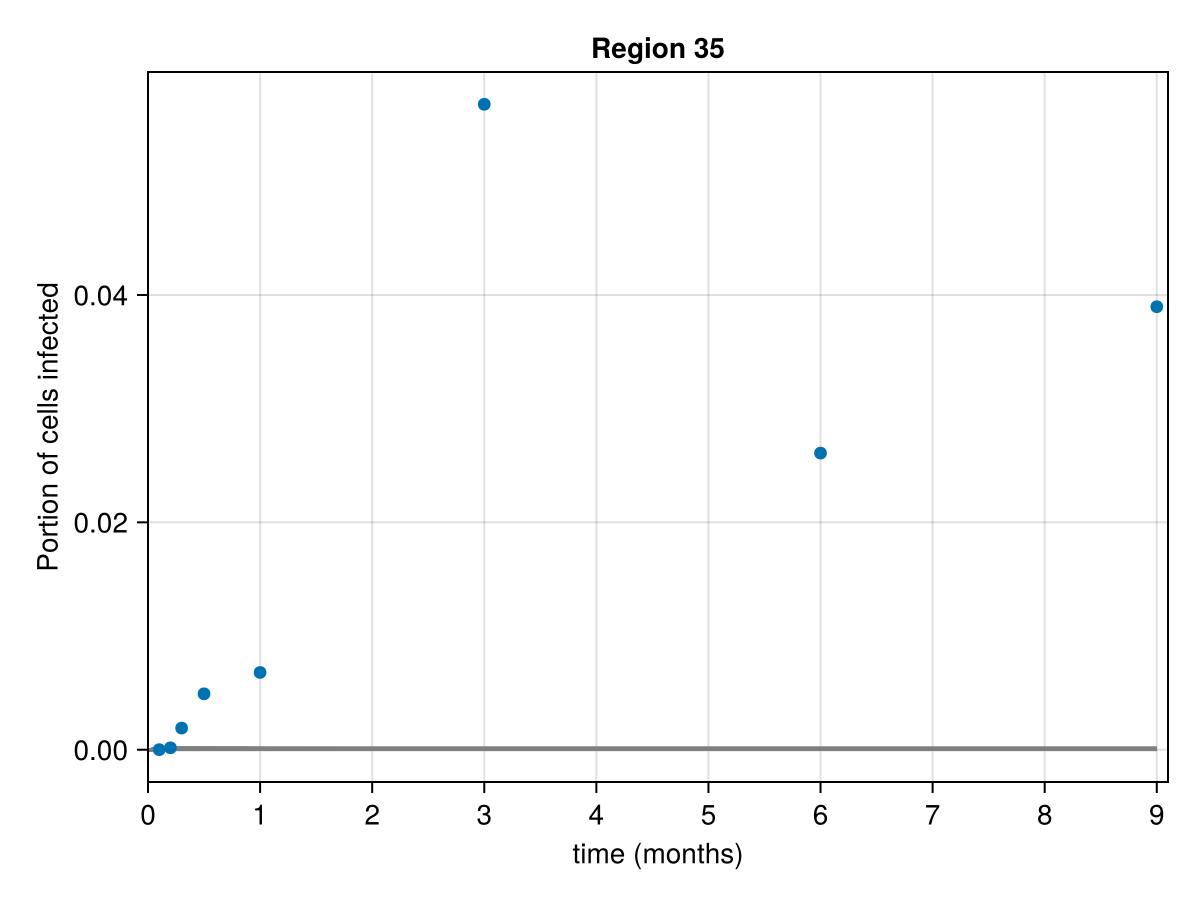 Region 35
Portion of cells infected
0.04
0.02
0.00
0 1 2 3 4 5 6 7 8 9
time (months)